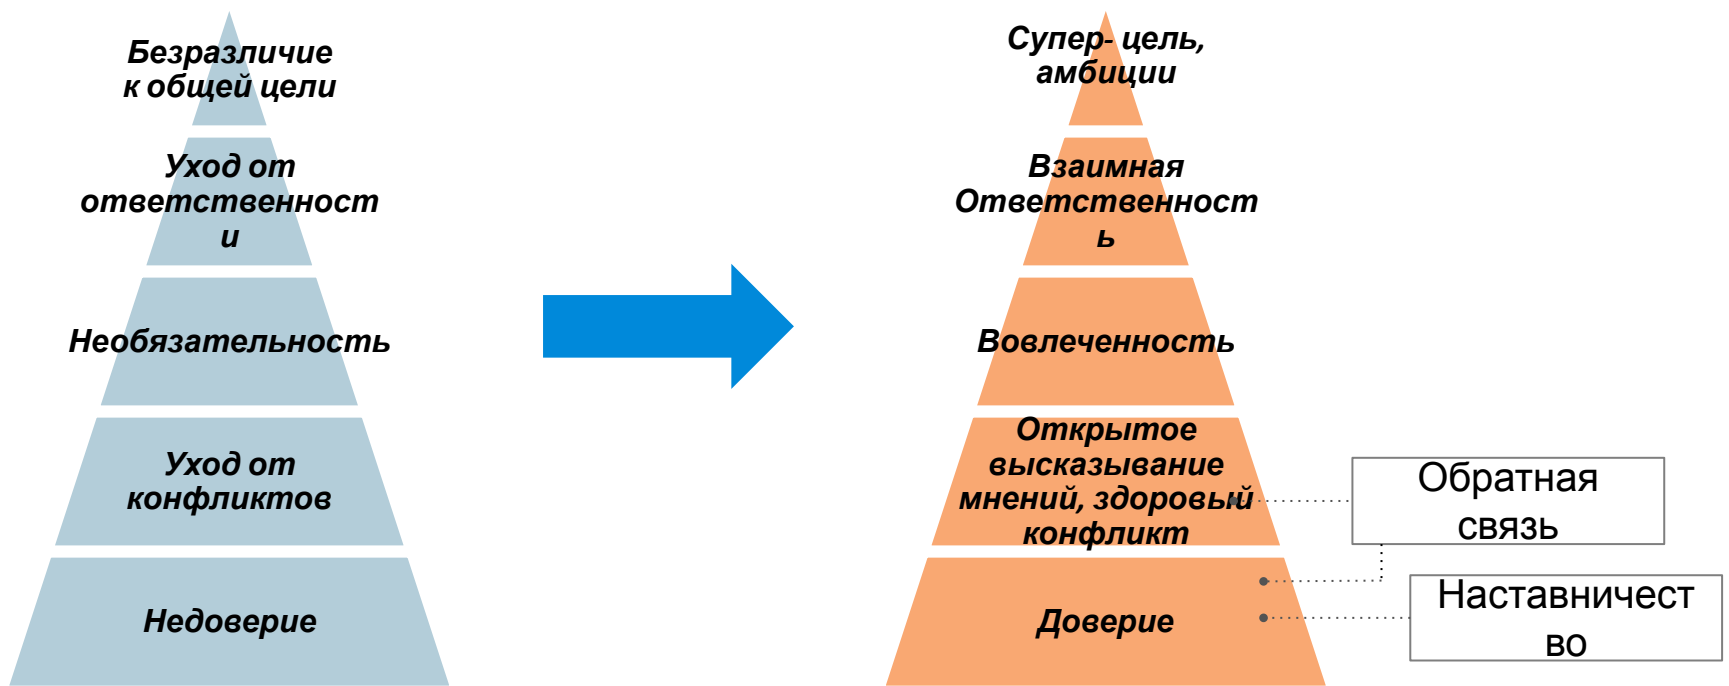 Безразличие
к общей цели
Уход от
ответственност
и
Необязательность
Уход от
конфликтов
Недоверие
Супер- цель,
амбиции
Взаимная
Ответственност
ь
Вовлеченность
Открытое
высказывание
мнений, здоровый
конфликт
Доверие
Обратная
связь
Наставничест
во